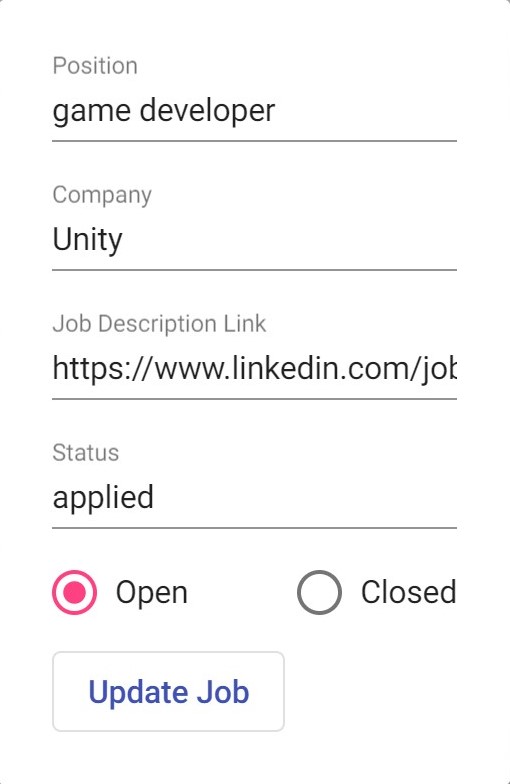 Position
game developer
Company
Unity
Job Description Link
https://www.linkedin.com/job
Status
applied
Open Closed
Update Job